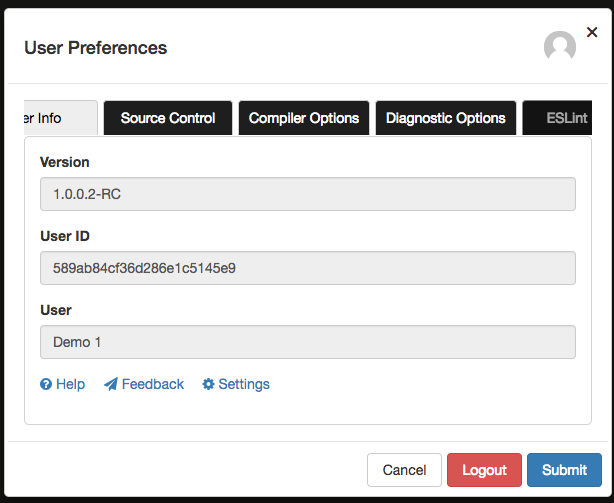 User Preferences
×
er Info
Source Control
Compiler Options
Diagnostic Options
ESLint
Version
1.0.0.2-RC
User ID
589ab84cf36d286e1c5145e9
User
Demo 1
Help
Feedback
Settings
Cancel
Logout
Submit